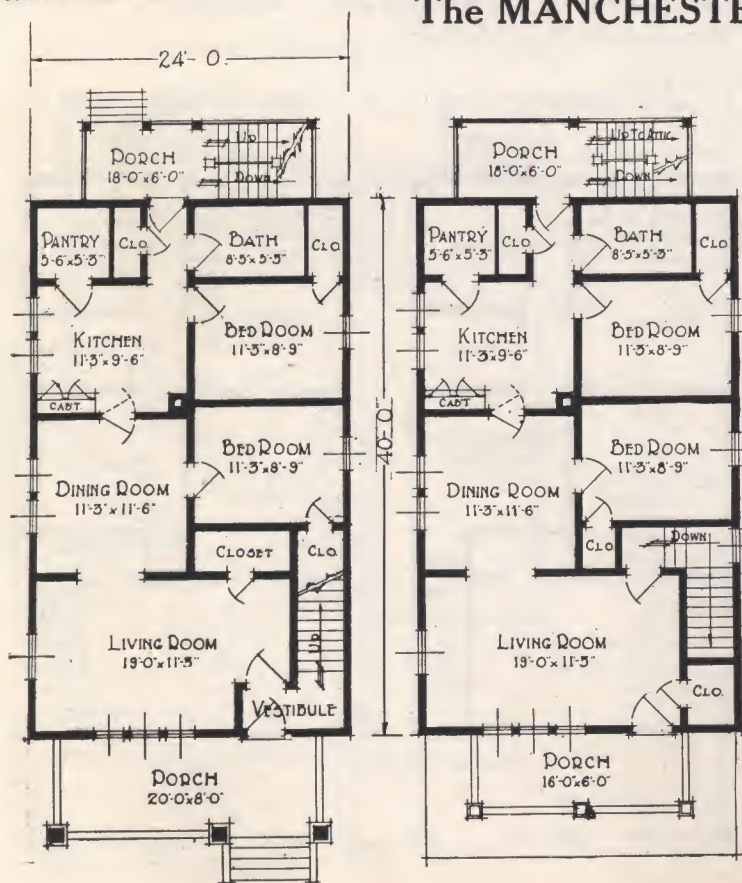 The MANCHESTE
24'- 0.
PORCH
18'-0"x6'-0"
UP
DOWN
PANTRY
5'-6"x5'-3"
CLO.
BATH
8'-5"x5'-3"
CLO.
KITCHEN
11'-3"x9'-6"
BED ROOM
11'-3"x8'-9"
CAB'T.
BED ROOM
11'-3"x8'-9"
DINING ROOM
11'-3"x11'-6"
CLOSET
CLO.
LIVING ROOM
19'-0"x11'-5"
UP
VESTIBULE
PORCH
20'-0"x8'-0"
40'-0"
PORCH
18'-0"x6'-0"
UP TO ATTIC
DOWN
PANTRY
5'-6"x5'-3"
CLO.
BATH
8'-5"x5'-3"
CLO.
KITCHEN
11'-3"x9'-6"
BED ROOM
11'-3"x8'-9"
CAB'T
BED ROOM
11'-3"x8'-9"
DINING ROOM
11'-3"x11'-6"
CLO.
DOWN
LIVING ROOM
19'-0"x11'-5"
CLO.
PORCH
16'-0"x6'-0"